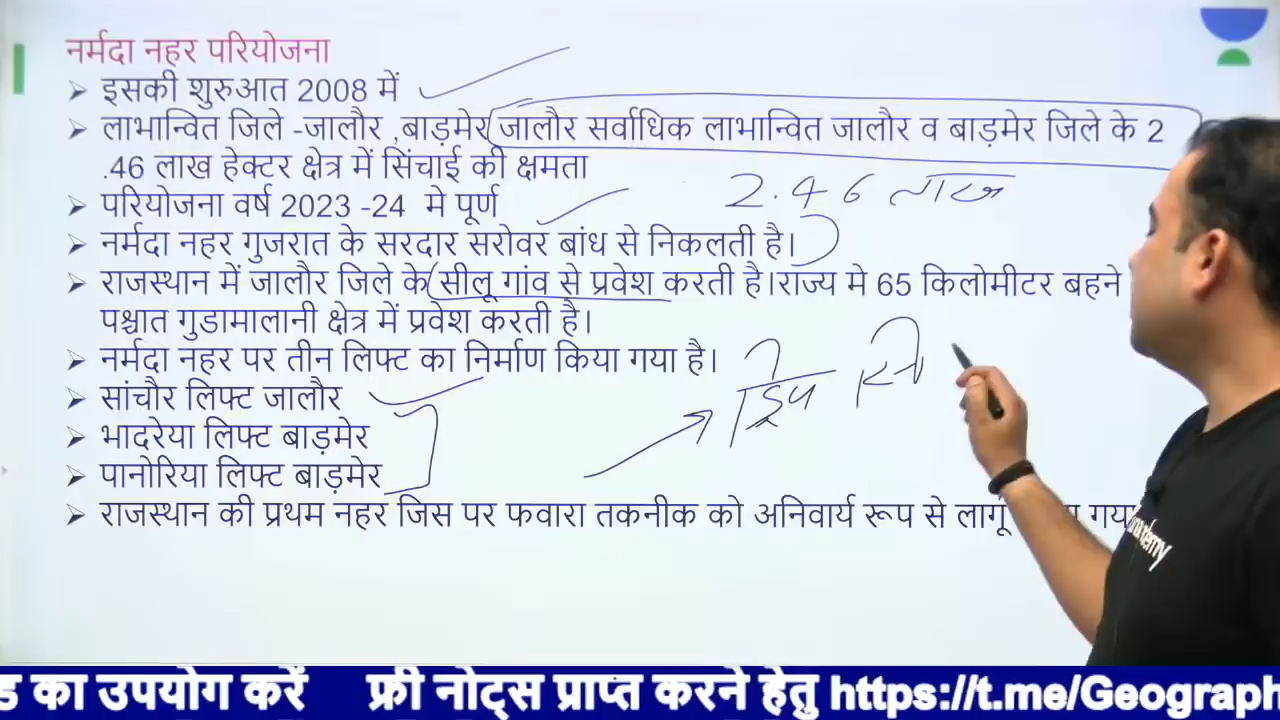 नर्मदा नहर परियोजना
➢ इसकी शुरुआत 2008 में
➢ लाभान्वित जिले -जालौर ,बाड़मेर जालौर सर्वाधिक लाभान्वित जालौर व बाड़मेर जिले के 2
.46 लाख हेक्टर क्षेत्र में सिंचाई की क्षमता
2.46 लाख
➢ परियोजना वर्ष 2023 -24 मे पूर्ण
➢ नर्मदा नहर गुजरात के सरदार सरोवर बांध से निकलती है।
➢ राजस्थान में जालौर जिले के सीलू गांव से प्रवेश करती है।राज्य मे 65 किलोमीटर बहने
पश्चात गुडामालानी क्षेत्र में प्रवेश करती है।
➢ नर्मदा नहर पर तीन लिफ्ट का निर्माण किया गया है।
➢ सांचौर लिफ्ट जालौर
➢ भादरेया लिफ्ट बाड़मेर
➢ पानोरिया लिफ्ट बाड़मेर
➢ राजस्थान की प्रथम नहर जिस पर फवारा तकनीक को अनिवार्य रूप से लागू
ड का उपयोग करें फ्री नोट्स प्राप्त करने हेतु https://t.me/Geograph